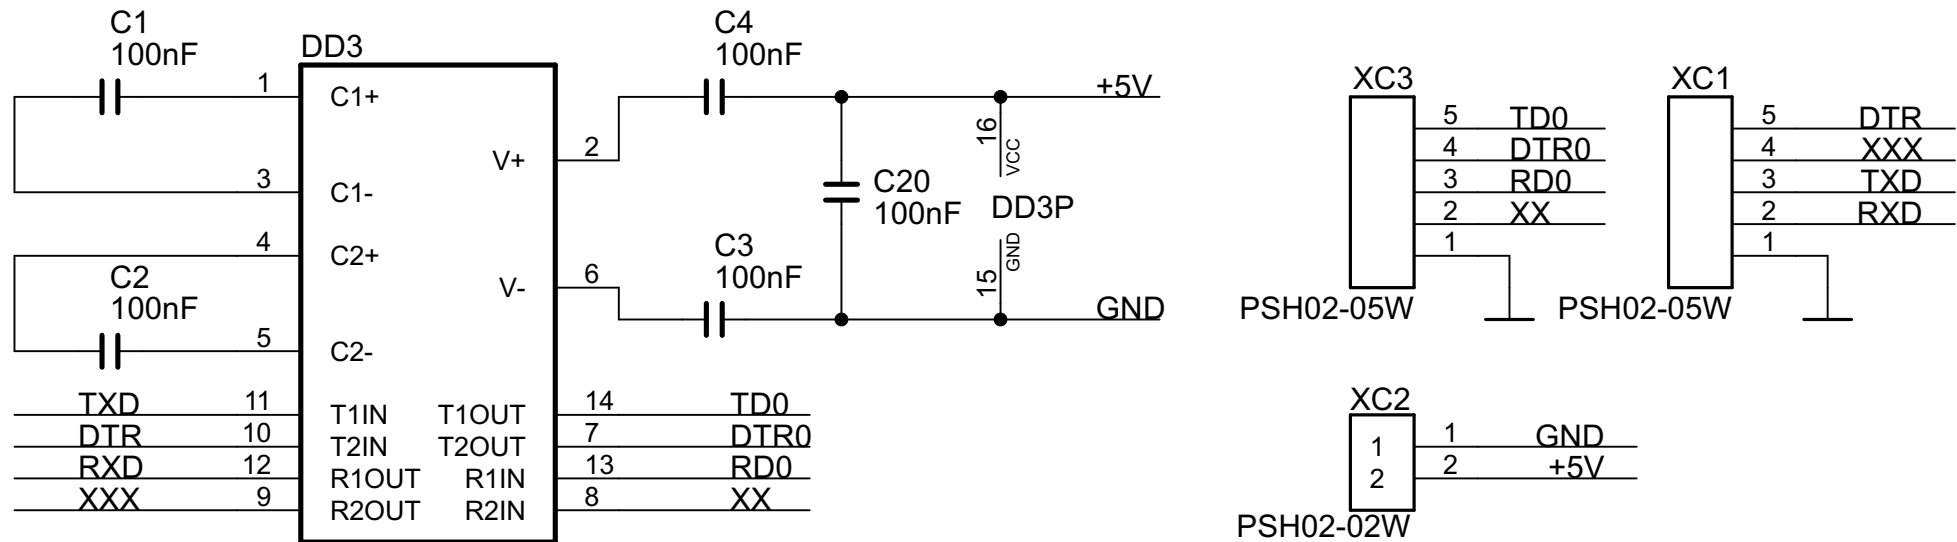 C1
100nF
DD3
C4
100nF
1
C1+
3
C1-
4
C2+
C2
100nF
5
C2-
V+
2
V-
6
C3
100nF
C20
100nF
+5V
16
VCC
DD3P
GND
15
GND
TXD 11 T1IN T1OUT 14 TD0
DTR 10 T2IN T2OUT 7 DTR0
RXD 12 R1OUT R1IN 13 RD0
XXX 9 R2OUT R2IN 8 XX
XC3
5 TD0
4 DTR0
3 RD0
2 XX
1
PSH02-05W
XC1
5 DTR
4 XXX
3 TXD
2 RXD
1
PSH02-05W
XC2
1 1 GND
2 2 +5V
PSH02-02W